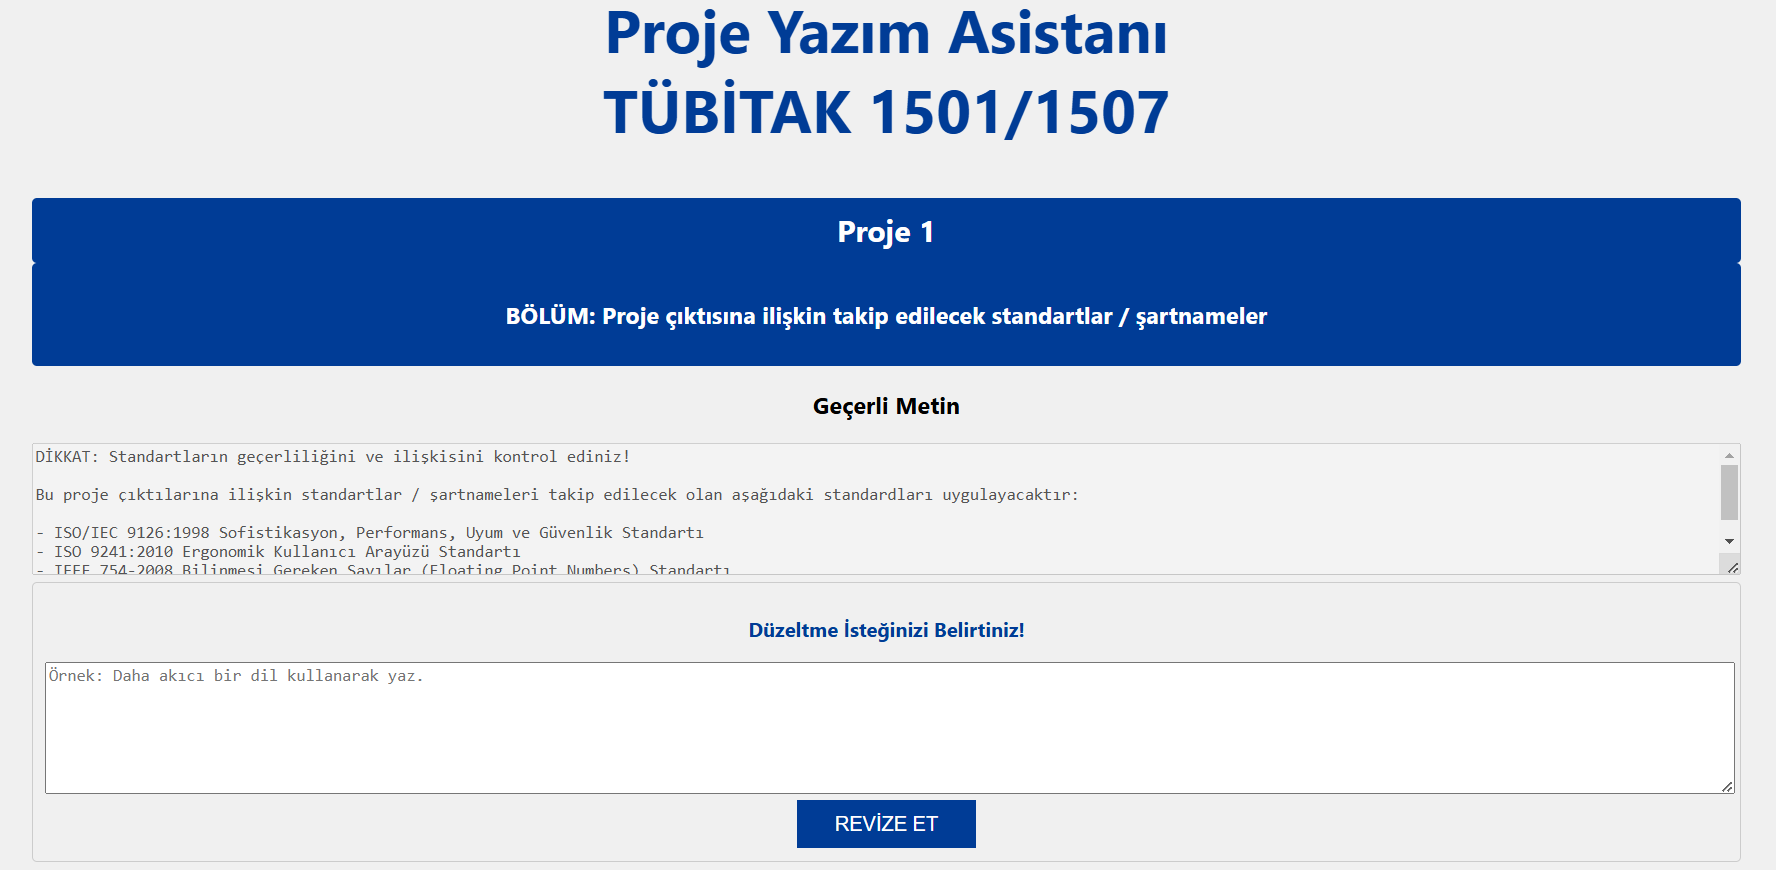 Proje Yazım Asistanı
TÜBİTAK 1501/1507
Proje 1
BÖLÜM: Proje çıktısına ilişkin takip edilecek standartlar / şartnameler
Geçerli Metin
DİKKAT: Standartların geçerliliğini ve ilişkisini kontrol ediniz!
Bu proje çıktılarına ilişkin standartlar / şartnameleri takip edilecek olan aşağıdaki standardları uygulayacaktır:
- ISO/IEC 9126:1998 Sofistikasyon, Performans, Uyum ve Güvenlik Standartı
- ISO 9241:2010 Ergonomik Kullanıcı Arayüzü Standartı
- IEEE 754-2008 Bilinmesi Gereken Sayılar (Floating Point Numbers) Standartı
Düzeltme İsteğinizi Belirtiniz!
Örnek: Daha akıcı bir dil kullanarak yaz.
REVİZE ET